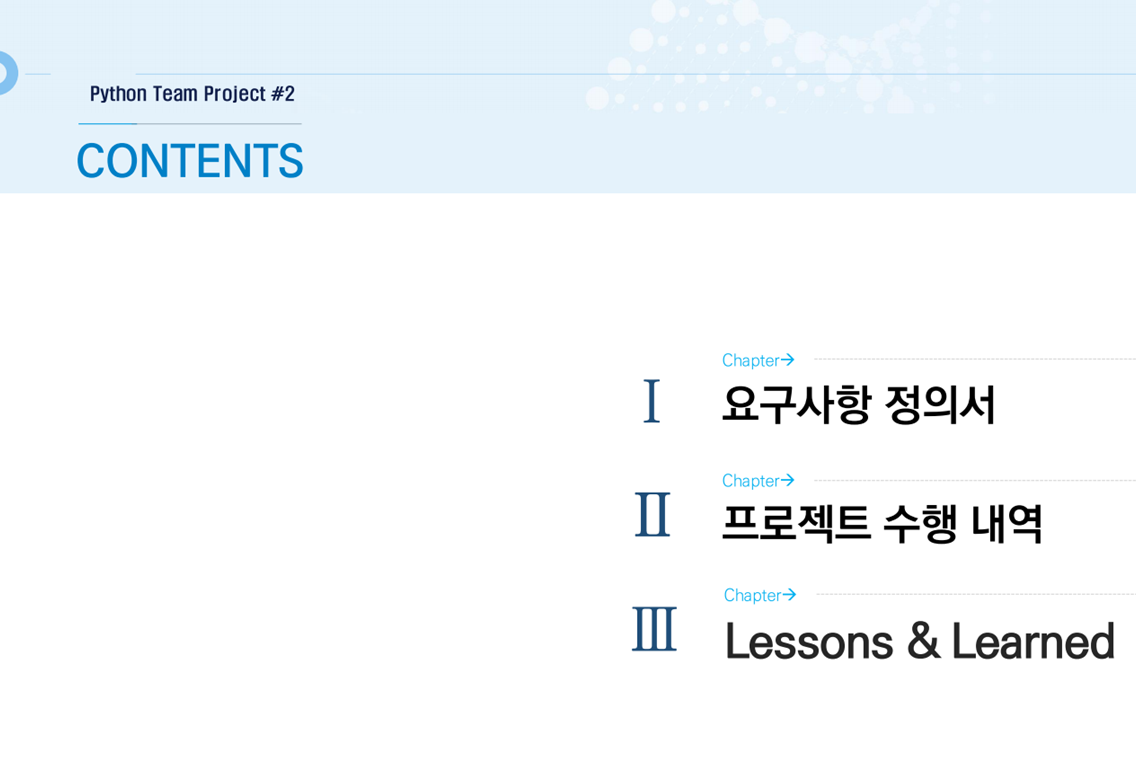 Python Team Project #2
CONTENTS
Chapter→
Ⅰ 요구사항 정의서
Chapter→
Ⅱ 프로젝트 수행 내역
Chapter→
Ⅲ Lessons & Learned